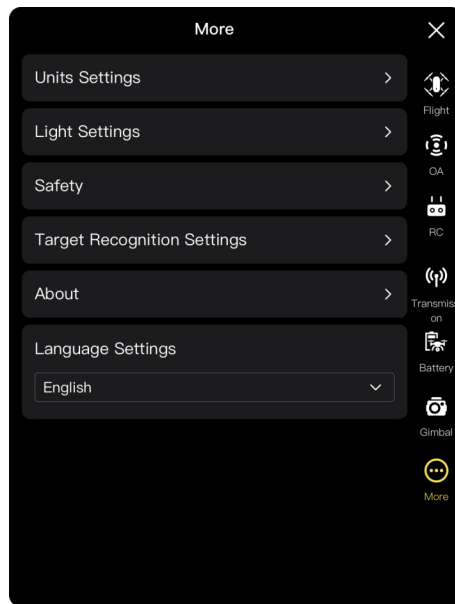 More
Units Settings
Light Settings
Safety
Target Recognition Settings
About
Language Settings
English
Flight
OA
RC
Transmiss
on
Battery
Gimbal
More